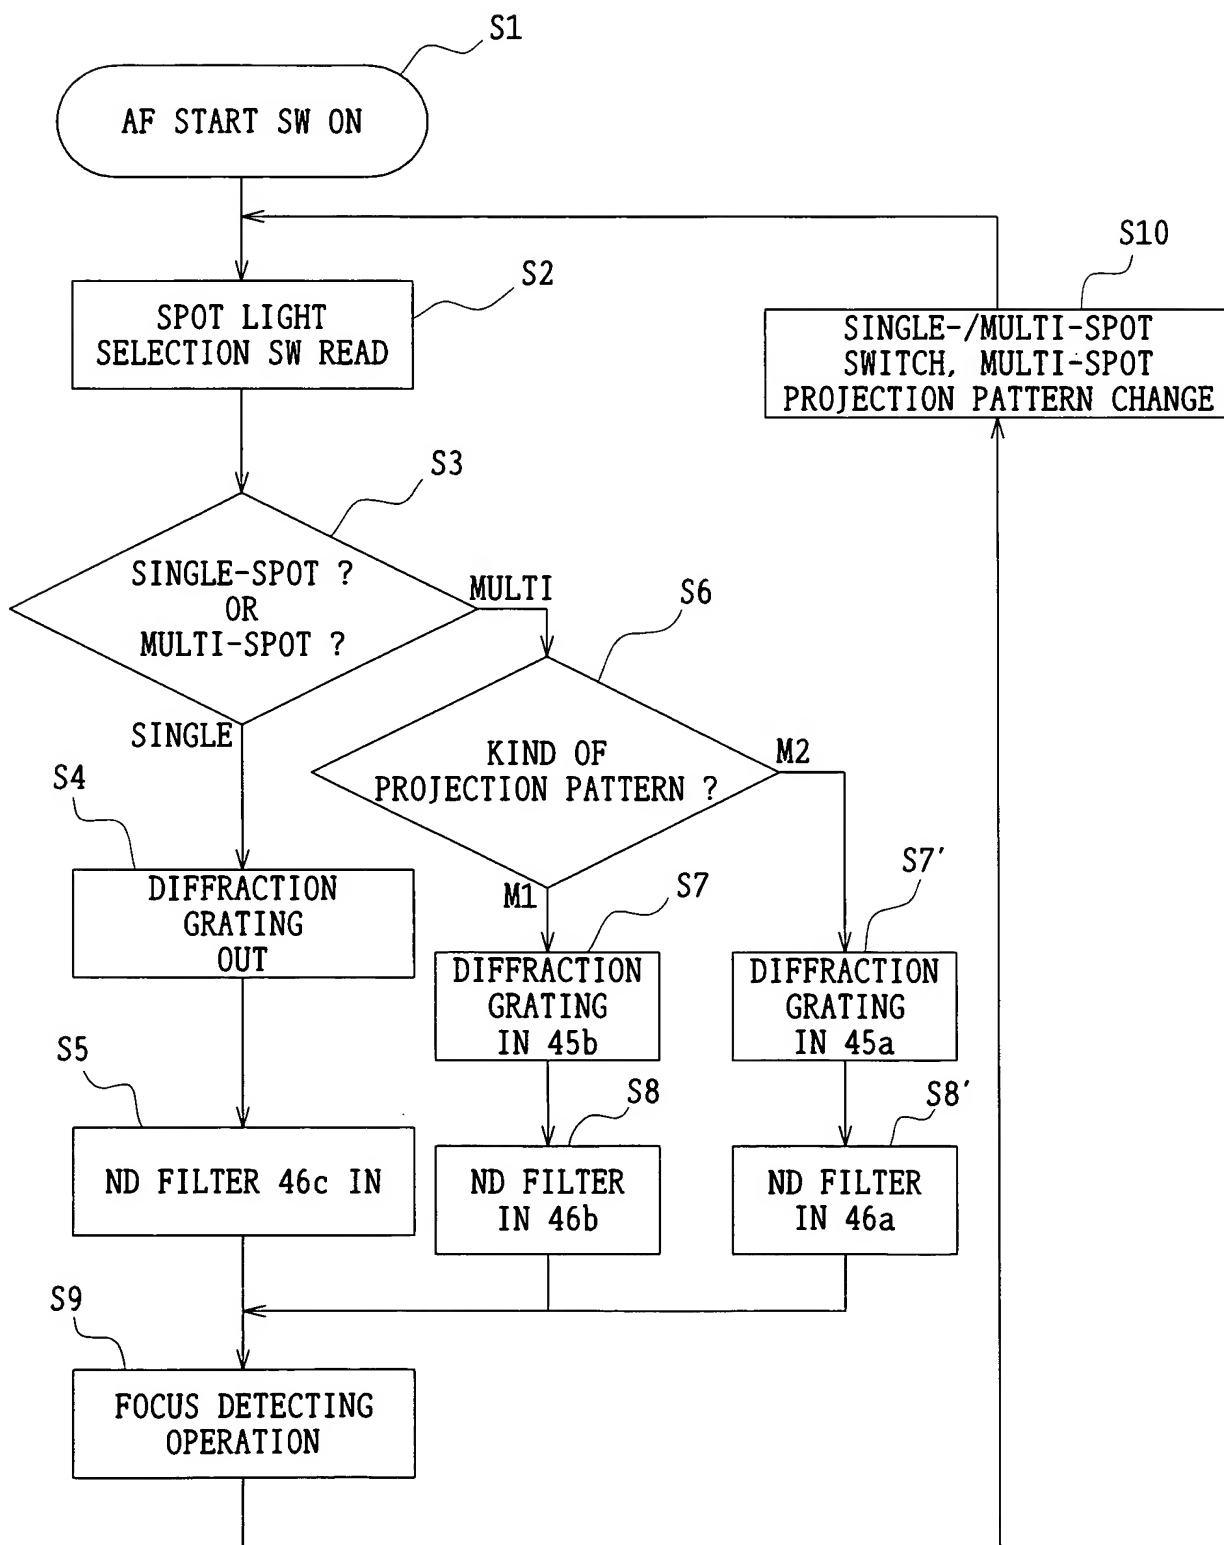 S1
AF START SW ON
S2
SPOT LIGHT
SELECTION SW READ
S10
SINGLE-/MULTI-SPOT
SWITCH, MULTI-SPOT
PROJECTION PATTERN CHANGE
S3
SINGLE-SPOT ?
OR
MULTI-SPOT ?
MULTI
SINGLE
S6
KIND OF
PROJECTION PATTERN ?
M2
M1
S4
DIFFRACTION
GRATING
OUT
S7
DIFFRACTION
GRATING
IN 45b
S7'
DIFFRACTION
GRATING
IN 45a
S5
ND FILTER 46c IN
S8
ND FILTER
IN 46b
S8'
ND FILTER
IN 46a
S9
FOCUS DETECTING
OPERATION